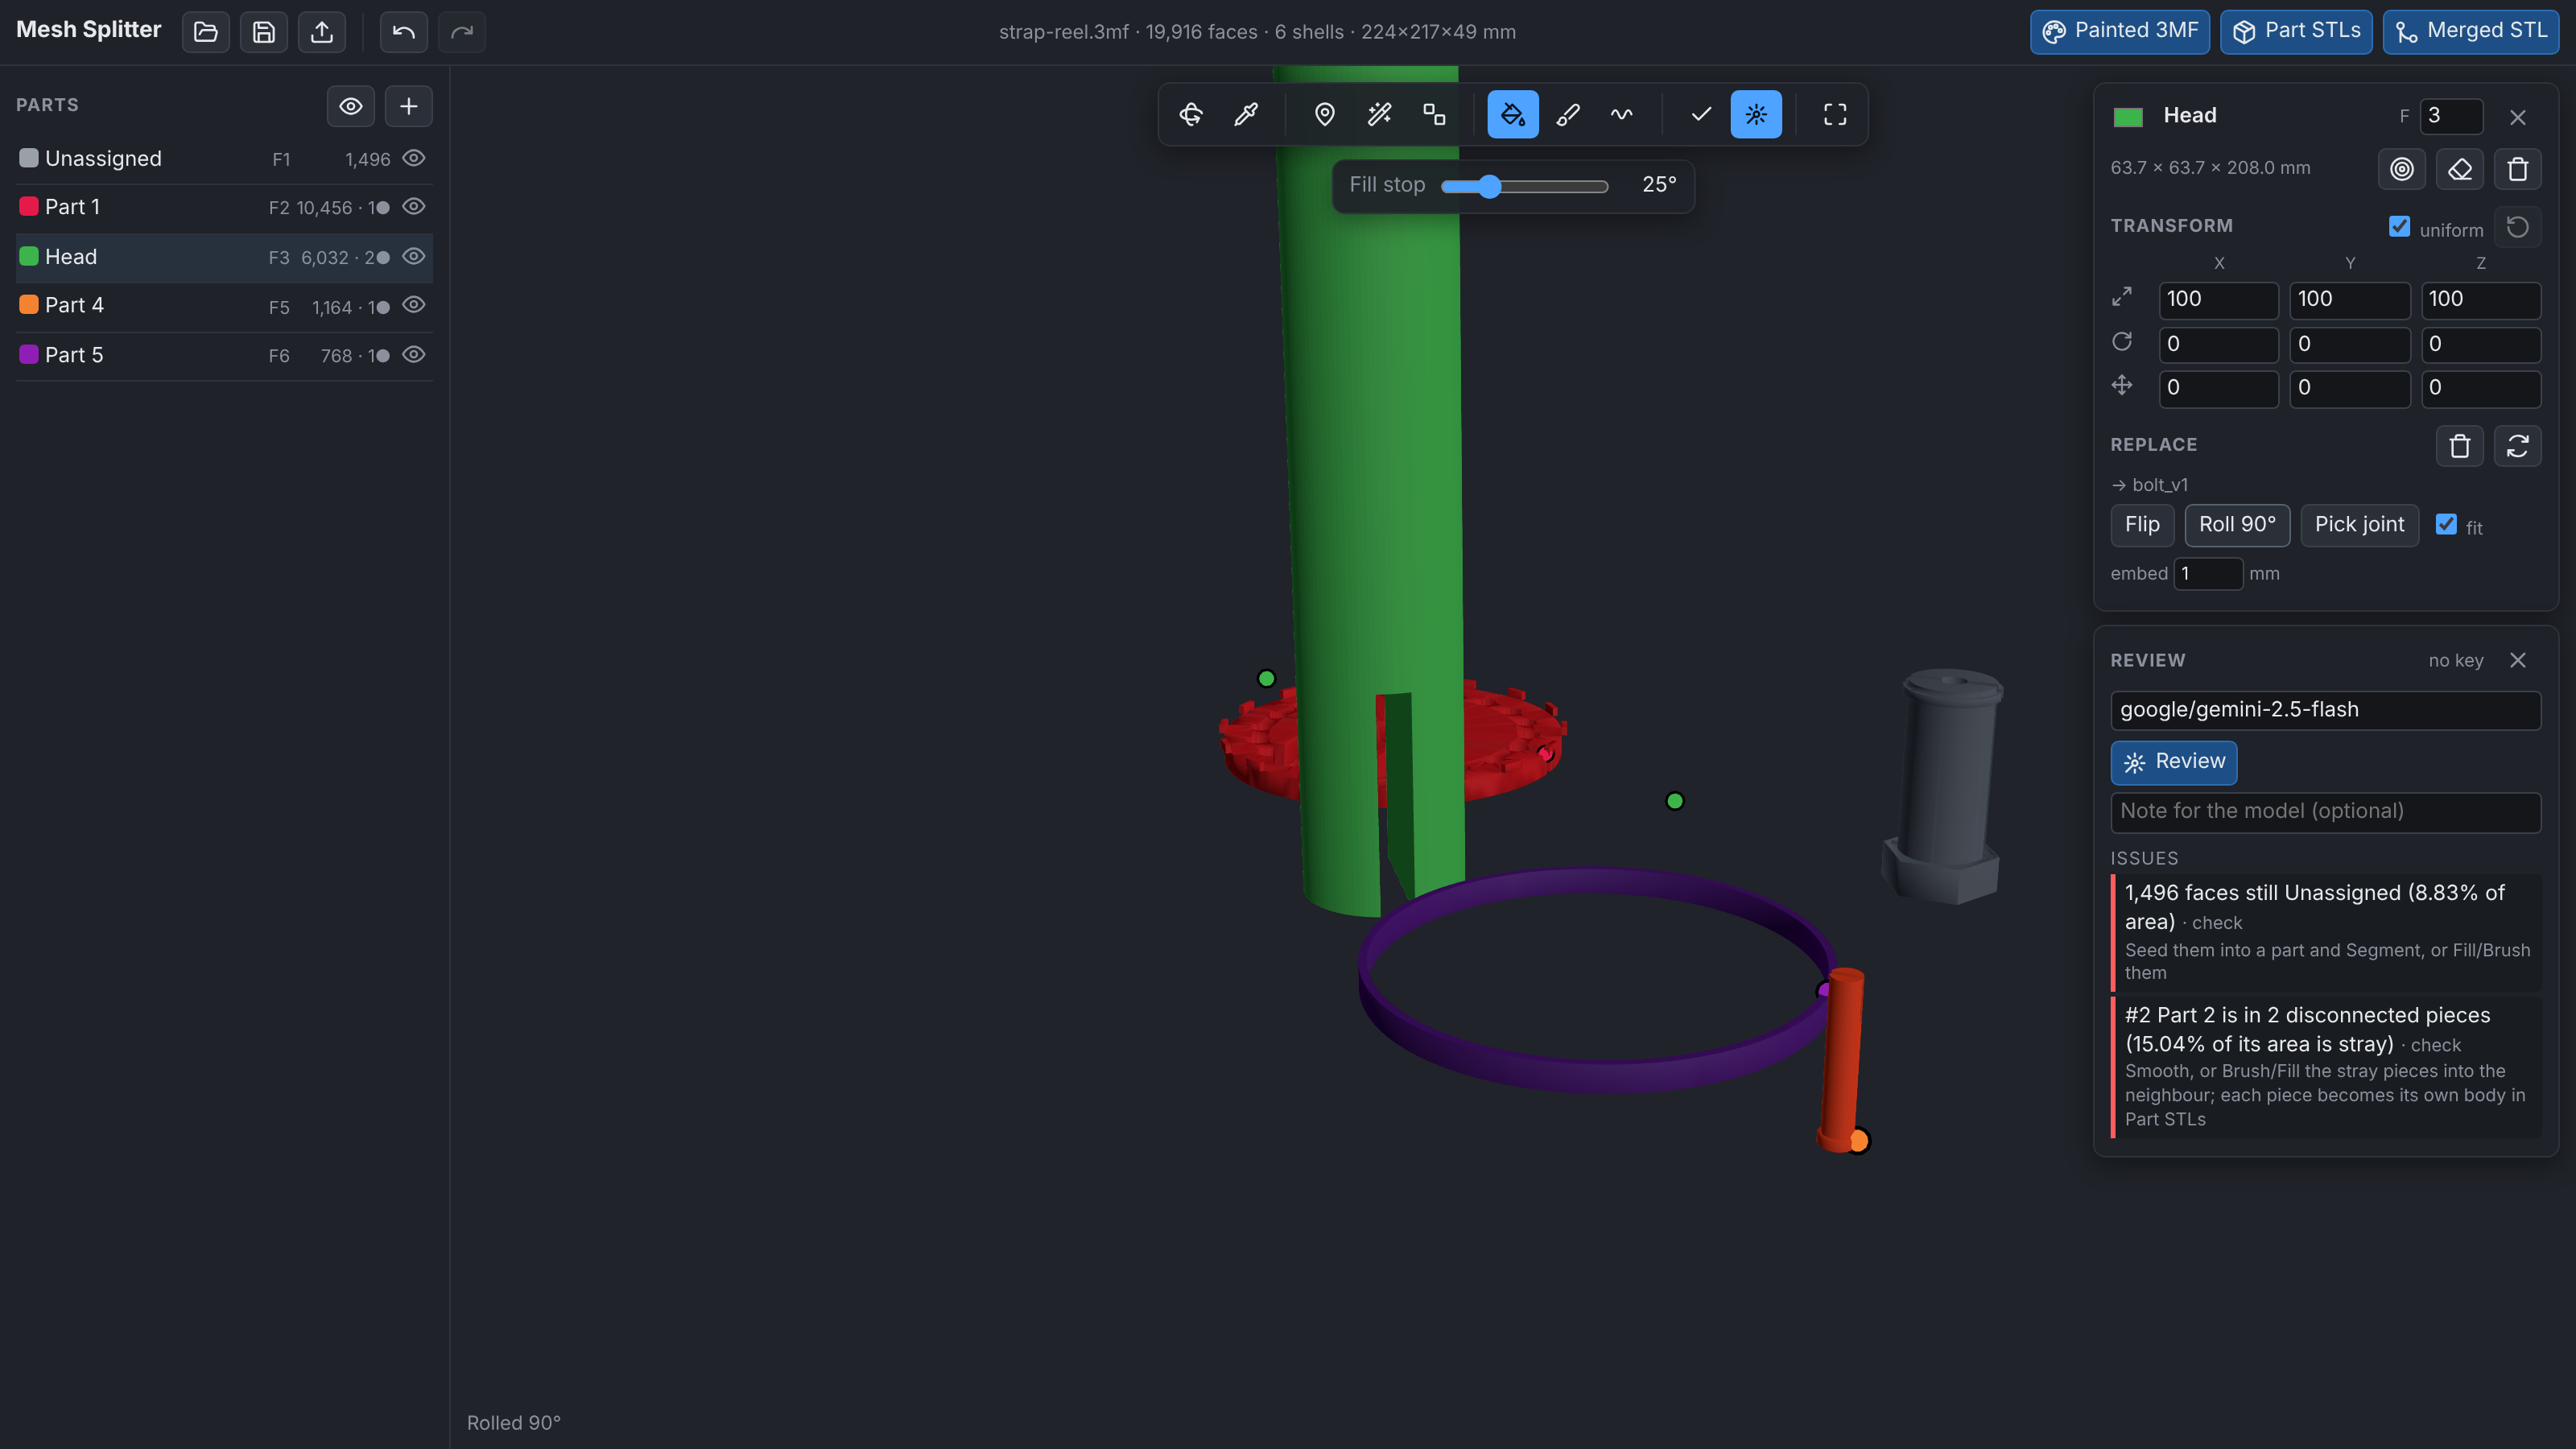 Mesh Splitter
strap-reel.3mf · 19,916 faces · 6 shells · 224×217×49 mm
Painted 3MF
Part STLs
Merged STL
PARTS
Unassigned F1 1,496
Part 1 F2 10,456 · 1
Head F3 6,032 · 2
Part 4 F5 1,164 · 1
Part 5 F6 768 · 1
Fill stop 25°
Rolled 90°
Head F 3
63.7 × 63.7 × 208.0 mm
TRANSFORM uniform
X Y Z
100 100 100
0 0 0
0 0 0
REPLACE
→ bolt_v1
Flip Roll 90° Pick joint fit
embed 1 mm
REVIEW no key
google/gemini-2.5-flash
Review
Note for the model (optional)
ISSUES
1,496 faces still Unassigned (8.83% of
area) · check
Seed them into a part and Segment, or Fill/Brush
them
#2 Part 2 is in 2 disconnected pieces
(15.04% of its area is stray) · check
Smooth, or Brush/Fill the stray pieces into the
neighbour; each piece becomes its own body in
Part STLs